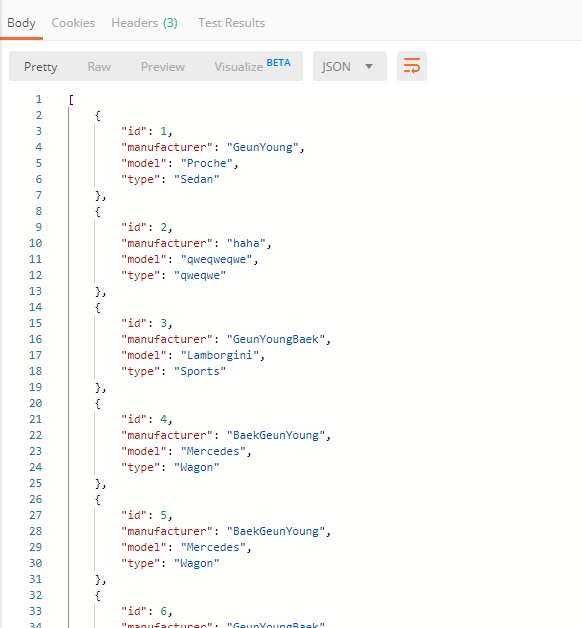 Body Cookies Headers (3) Test Results
Pretty Raw Preview Visualize BETA JSON
1 [
2 {
3 "id": 1,
4 "manufacturer": "GeunYoung",
5 "model": "Proche",
6 "type": "Sedan"
7 },
8 {
9 "id": 2,
10 "manufacturer": "haha",
11 "model": "qweqweqwe",
12 "type": "qweqwe"
13 },
14 {
15 "id": 3,
16 "manufacturer": "GeunYoungBaek",
17 "model": "Lamborgini",
18 "type": "Sports"
19 },
20 {
21 "id": 4,
22 "manufacturer": "BaekGeunYoung",
23 "model": "Mercedes",
24 "type": "Wagon"
25 },
26 {
27 "id": 5,
28 "manufacturer": "BaekGeunYoung",
29 "model": "Mercedes",
30 "type": "Wagon"
31 },
32 {
33 "id": 6,
34 "manufacturer": "GeunYoungBaek",